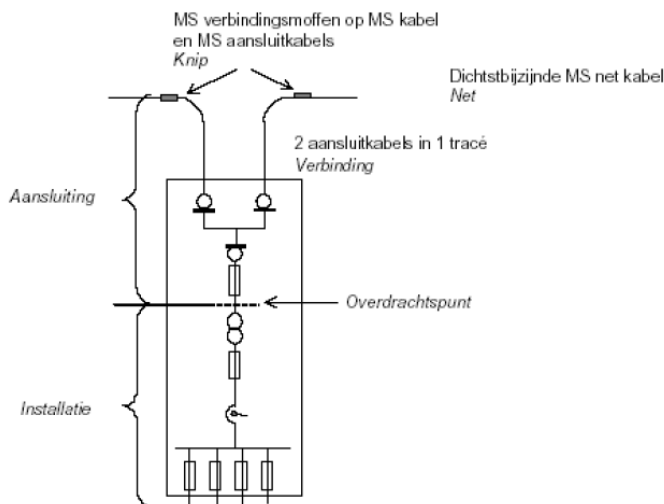 MS verbindingsmoffen op MS kabel
en MS aansluitkabels
Knip
Dichtstbijzijnde MS net kabel
Net
2 aansluitkabels in 1 tracé
Verbinding
Aansluiting
Overdrachtspunt
Installatie